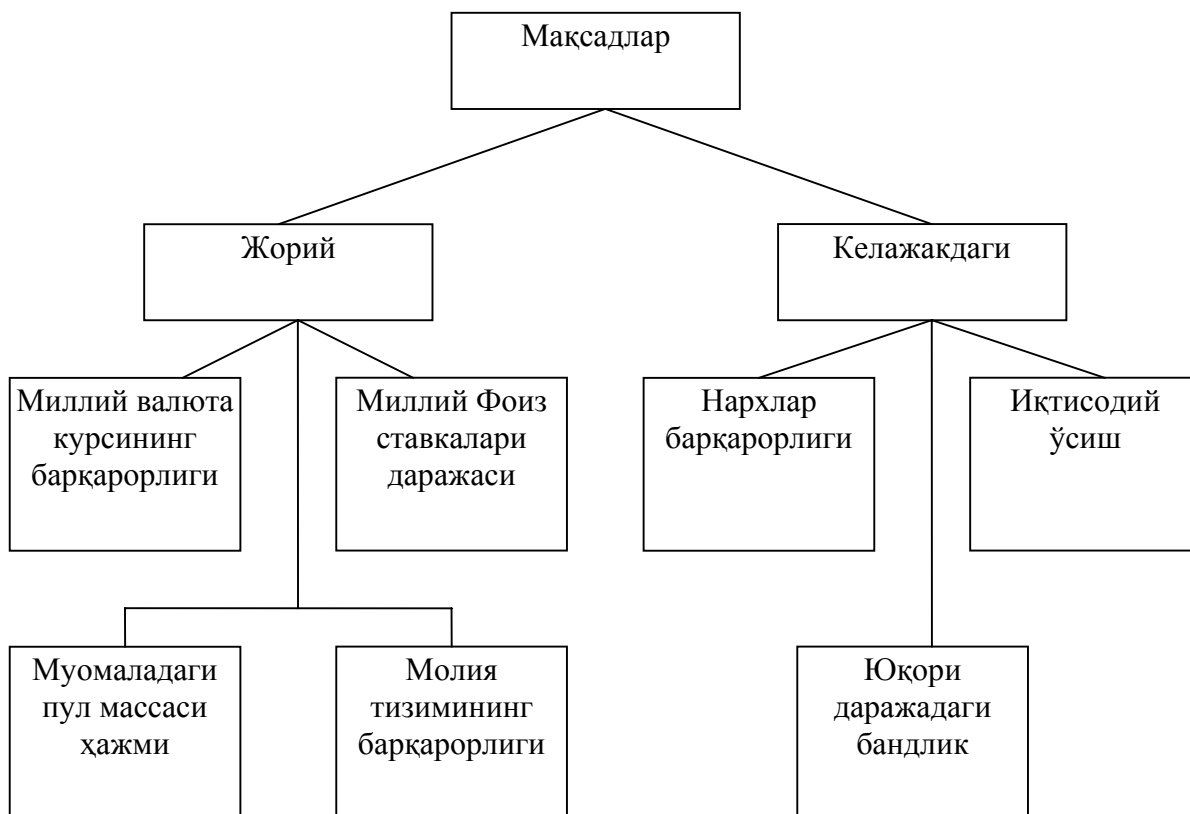 Мақсадлар
Жорий
Келажакдаги
Миллий валюта
курсининг
барқарорлиги
Миллий Фоиз
ставкалари
даражаси
Нархлар
барқарорлиги
Иқтисодий
ўсиш
Муомаладаги
пул массаси
ҳажми
Молия
тизимининг
барқарорлиги
Юқори
даражадаги
бандлик